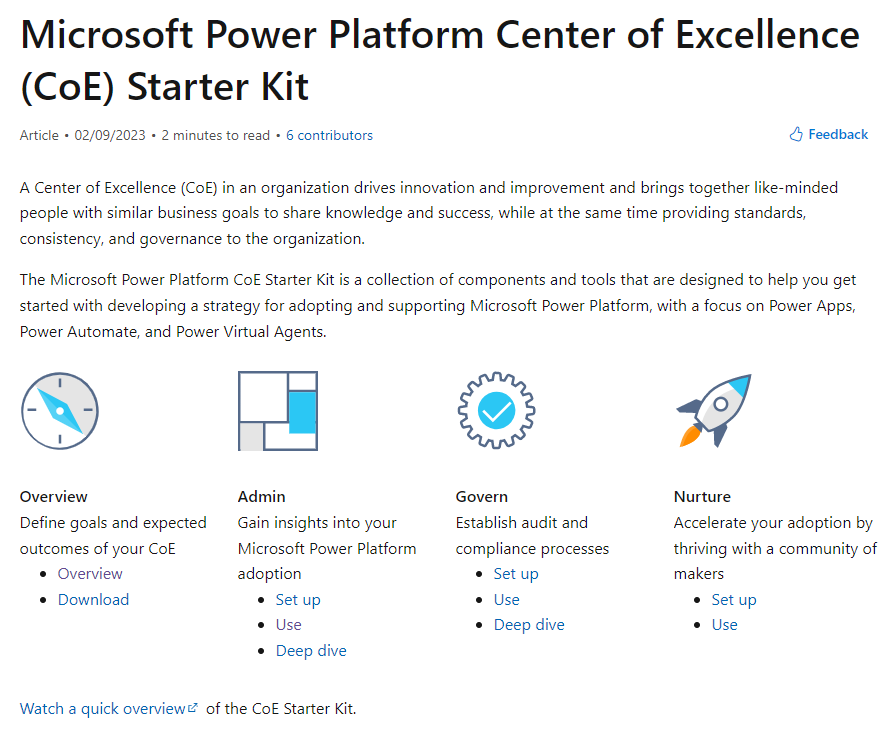 Microsoft Power Platform Center of Excellence
(CoE) Starter Kit
Article • 02/09/2023 • 2 minutes to read • 6 contributors
Feedback
A Center of Excellence (CoE) in an organization drives innovation and improvement and brings together like-minded
people with similar business goals to share knowledge and success, while at the same time providing standards,
consistency, and governance to the organization.
The Microsoft Power Platform CoE Starter Kit is a collection of components and tools that are designed to help you get
started with developing a strategy for adopting and supporting Microsoft Power Platform, with a focus on Power Apps,
Power Automate, and Power Virtual Agents.
Overview
Define goals and expected
outcomes of your CoE
• Overview
• Download
Admin
Gain insights into your
Microsoft Power Platform
adoption
• Set up
• Use
• Deep dive
Govern
Establish audit and
compliance processes
• Set up
• Use
• Deep dive
Nurture
Accelerate your adoption by
thriving with a community of
makers
• Set up
• Use
Watch a quick overview of the CoE Starter Kit.